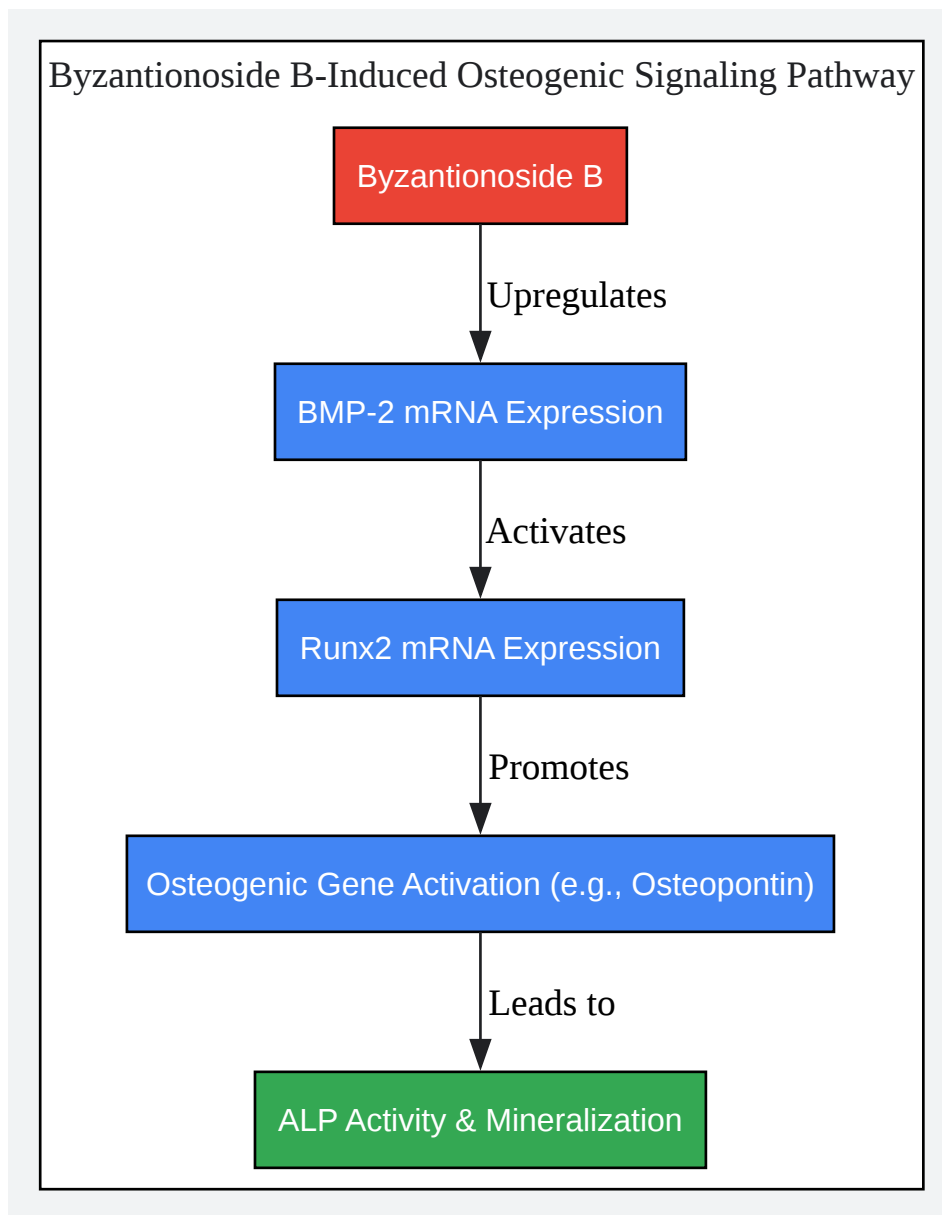 Byzantionoside B-Induced Osteogenic Signaling Pathway
Byzantionoside B
Upregulates
BMP-2 mRNA Expression
Activates
Runx2 mRNA Expression
Promotes
Osteogenic Gene Activation (e.g., Osteopontin)
Leads to
ALP Activity & Mineralization